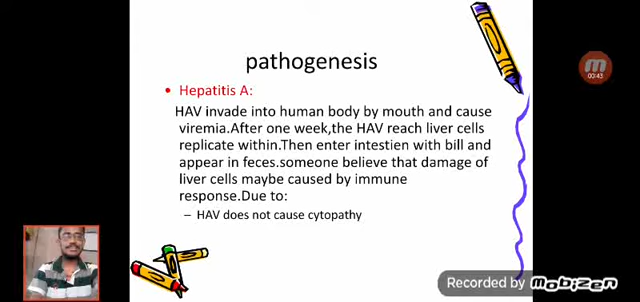 pathogenesis
• Hepatitis A:
HAV invade into human body by mouth and cause
viremia.After one week,the HAV reach liver cells
replicate within.Then enter intestien with bill and
appear in feces.someone believe that damage of
liver cells maybe caused by immune
response.Due to:
– HAV does not cause cytopathy
m
00:43
Recorded by mobizen